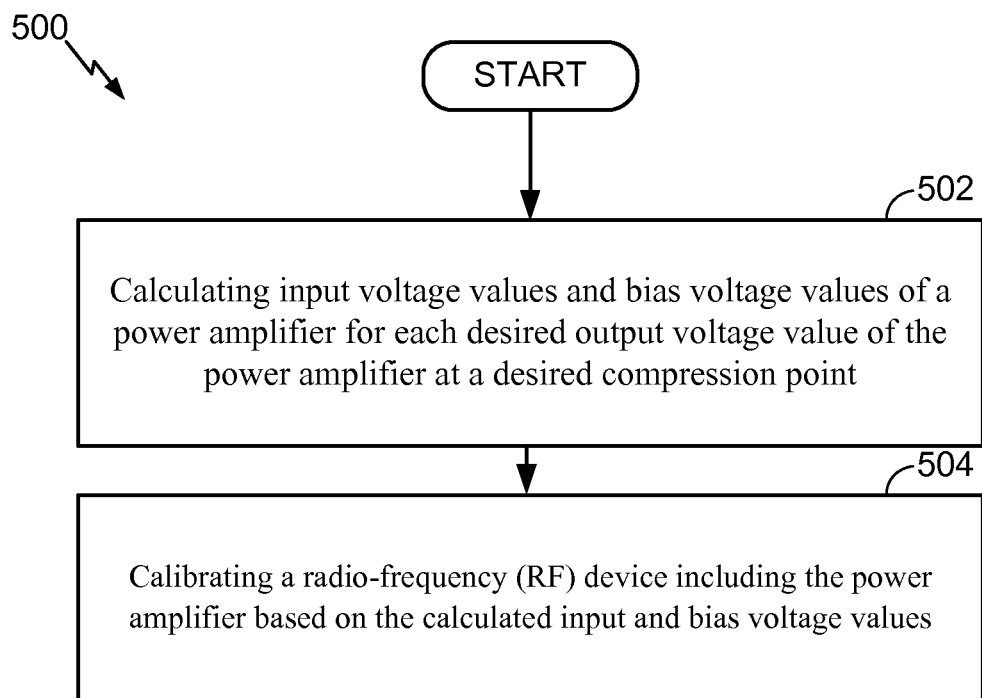 500
START
502
Calculating input voltage values and bias voltage values of a
power amplifier for each desired output voltage value of the
power amplifier at a desired compression point
504
Calibrating a radio-frequency (RF) device including the power
amplifier based on the calculated input and bias voltage values